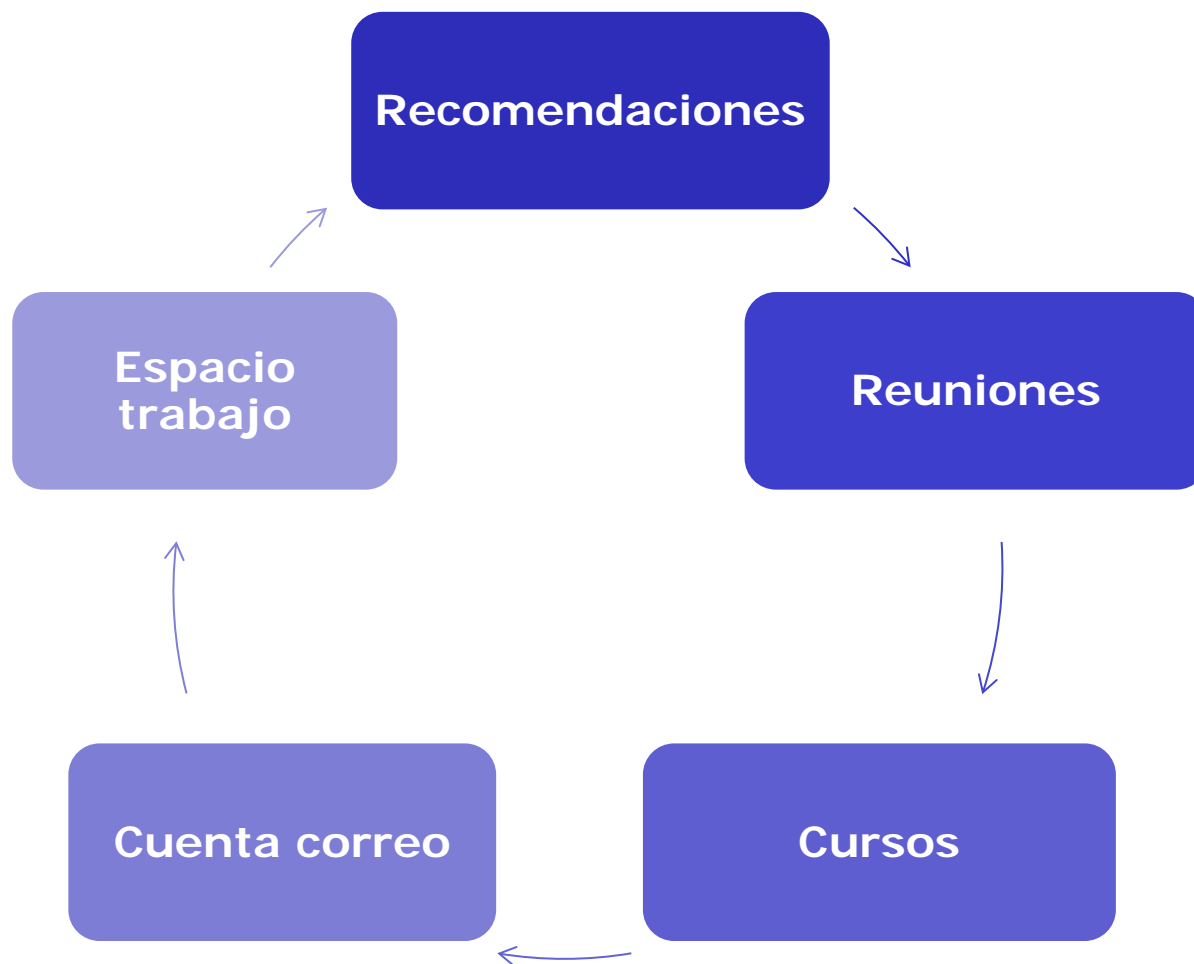 Recomendaciones
Reuniones
Cursos
Cuenta correo
Espacio
trabajo